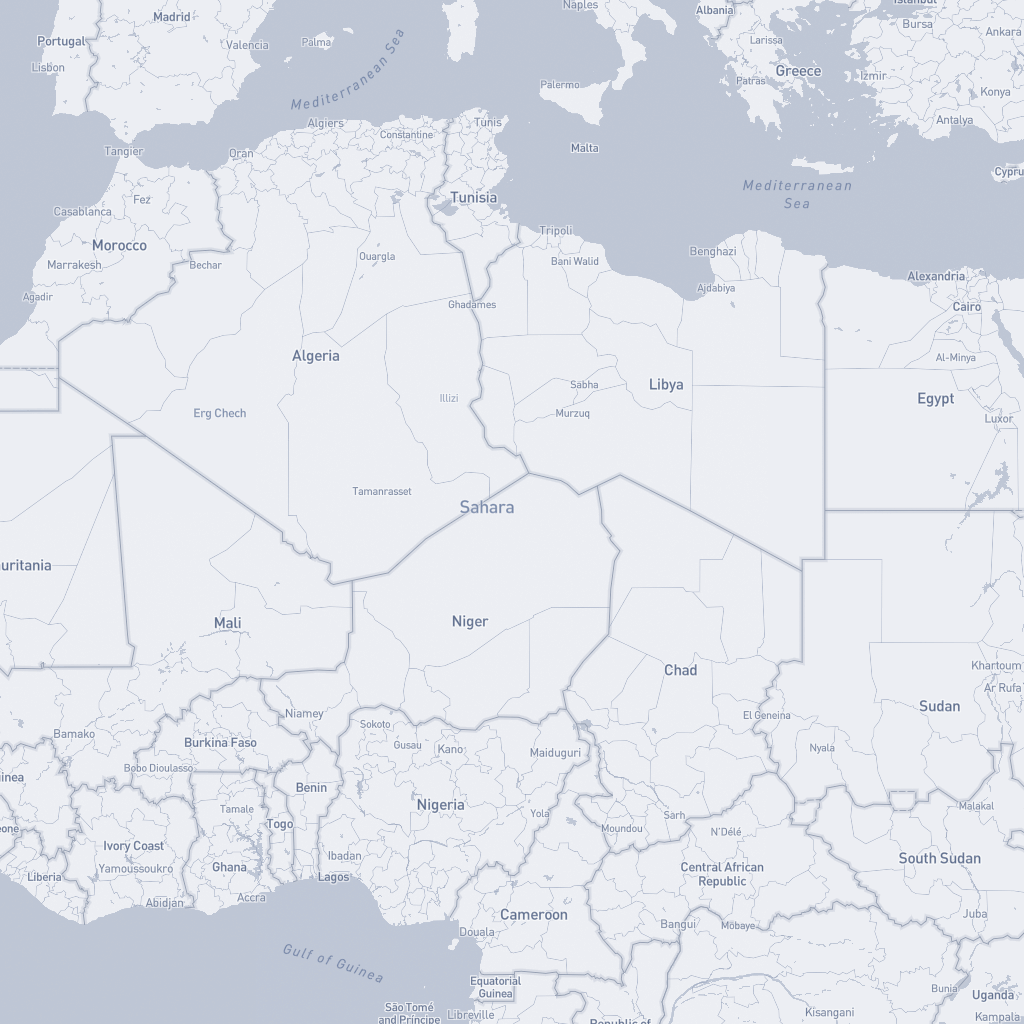 Madrid
Naples
Albania
Bursa
Ankara
Portugal
Palma
Valencia
Larissa
Lisbon
Mediterranean Sea
Palermo
Patras
Greece
Izmir
Konya
Antalya
Algiers
Constantine
Tunis
Tangier
Oran
Malta
Mediterranean
Sea
Fez
Casablanca
Tunisia
Tripoli
Morocco
Marrakesh
Bechar
Ouargla
Bani Walid
Benghazi
Agadir
Ghadames
Ajdabiya
Alexandria
Cairo
Algeria
Al-Minya
Sabha
Libya
Illizi
Erg Chech
Murzuq
Egypt
Luxor
Tamanrasset
Sahara
uritania
Mali
Niger
Chad
Khartoum
Ar Rufa
Sudan
Niamey
Sokoto
El Geneina
Bamako
Burkina Faso
Gusau
Kano
Maiduguri
Nyala
inea
Bobo Dioulasso
Benin
Tamale
Togo
Nigeria
Yola
Sarh
Malakal
eone
Moundou
N'Délé
Ivory Coast
Ibadan
Yamoussoukro
Ghana
Liberia
Lagos
Central African
Republic
South Sudan
Abidjan
Accra
Cameroon
Douala
Bangui
Mobaye
Juba
Gulf of Guinea
Equatorial
Guinea
Bunia
Uganda
São Tomé
and Príncipe
Libreville
Republic of
Kisangani
Kampala